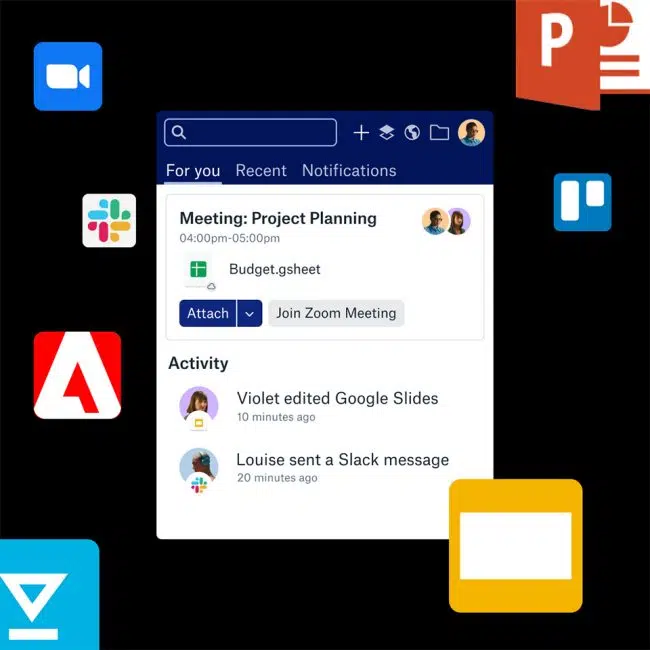 P
For you Recent Notifications
Meeting: Project Planning
04:00pm-05:00pm
Budget.gsheet
Attach Join Zoom Meeting
Activity
Violet edited Google Slides
10 minutes ago
Louise sent a Slack message
20 minutes ago